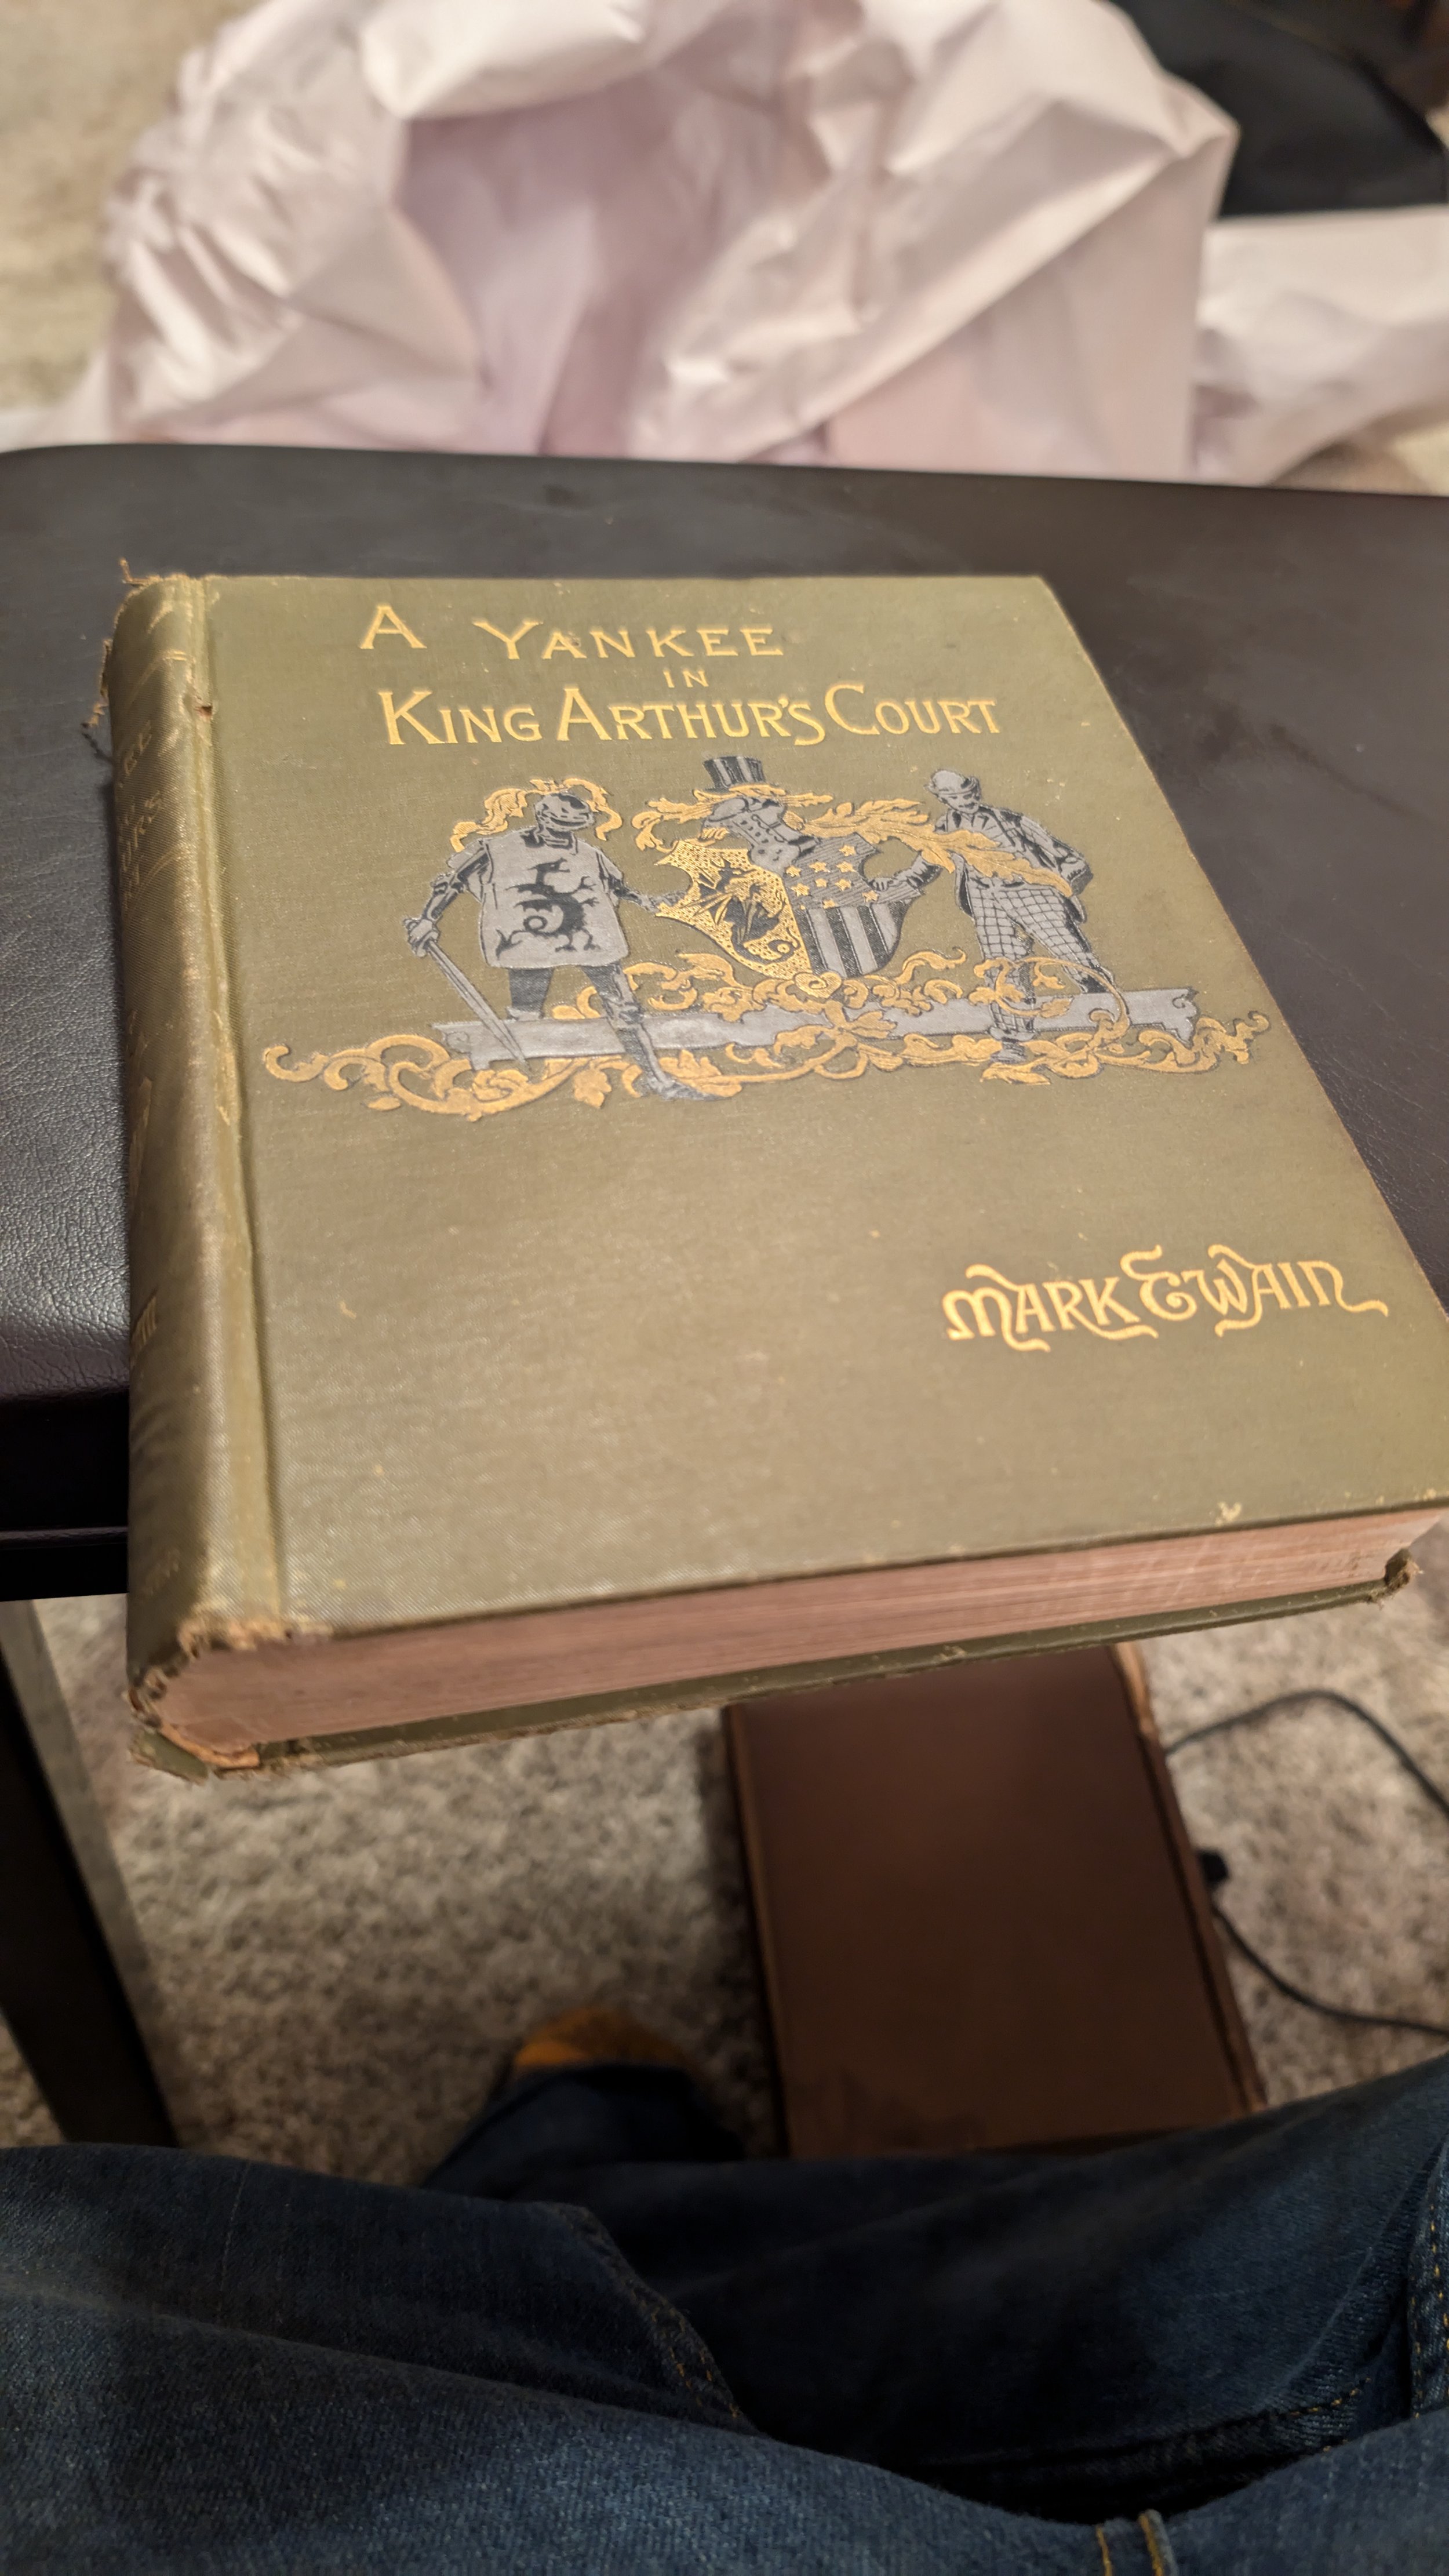 A YANKEE
IN
KING ARTHUR'S COURT
MARK TWAIN